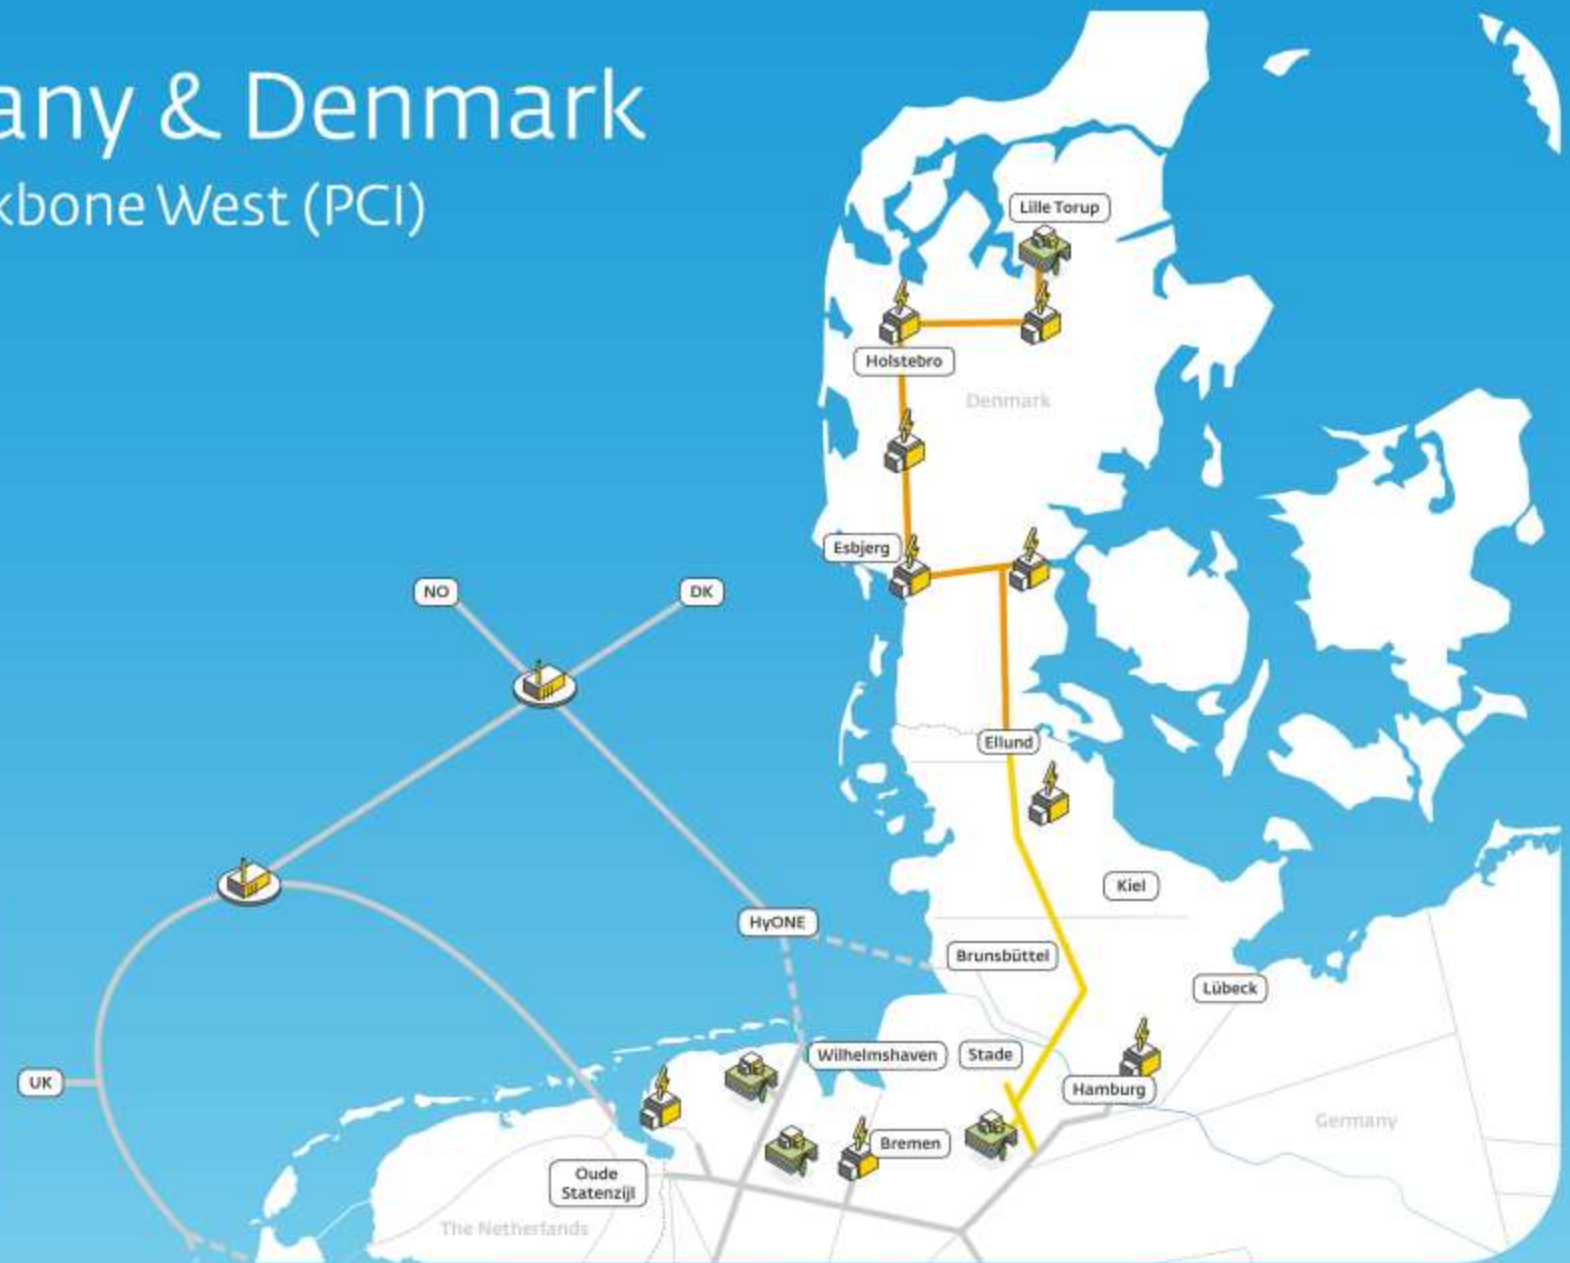 any & Denmark
kbone West (PCI)
Lille Torup
Holstebro
Denmark
Esbjerg
NO
DK
Ellund
Kiel
HyONE
Brunsbüttel
Lübeck
Wilhelmshaven
Stade
UK
Hamburg
Germany
Bremen
Oude
Statenzijl
The Netherlands